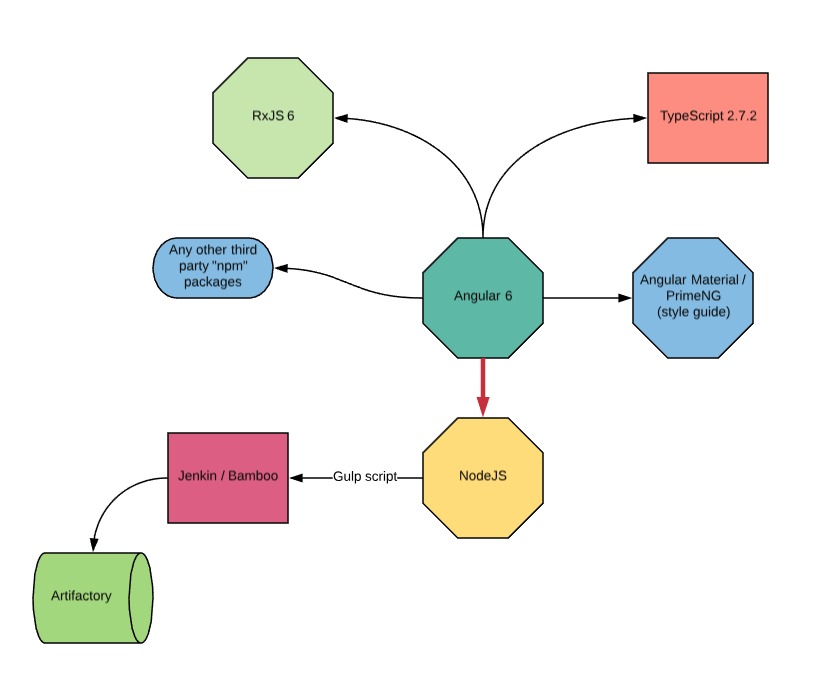 RxJS 6
TypeScript 2.7.2
Any other third
party "npm"
packages
Angular 6
Angular Material /
PrimeNG
(style guide)
Jenkin / Bamboo
Gulp script
NodeJS
Artifactory